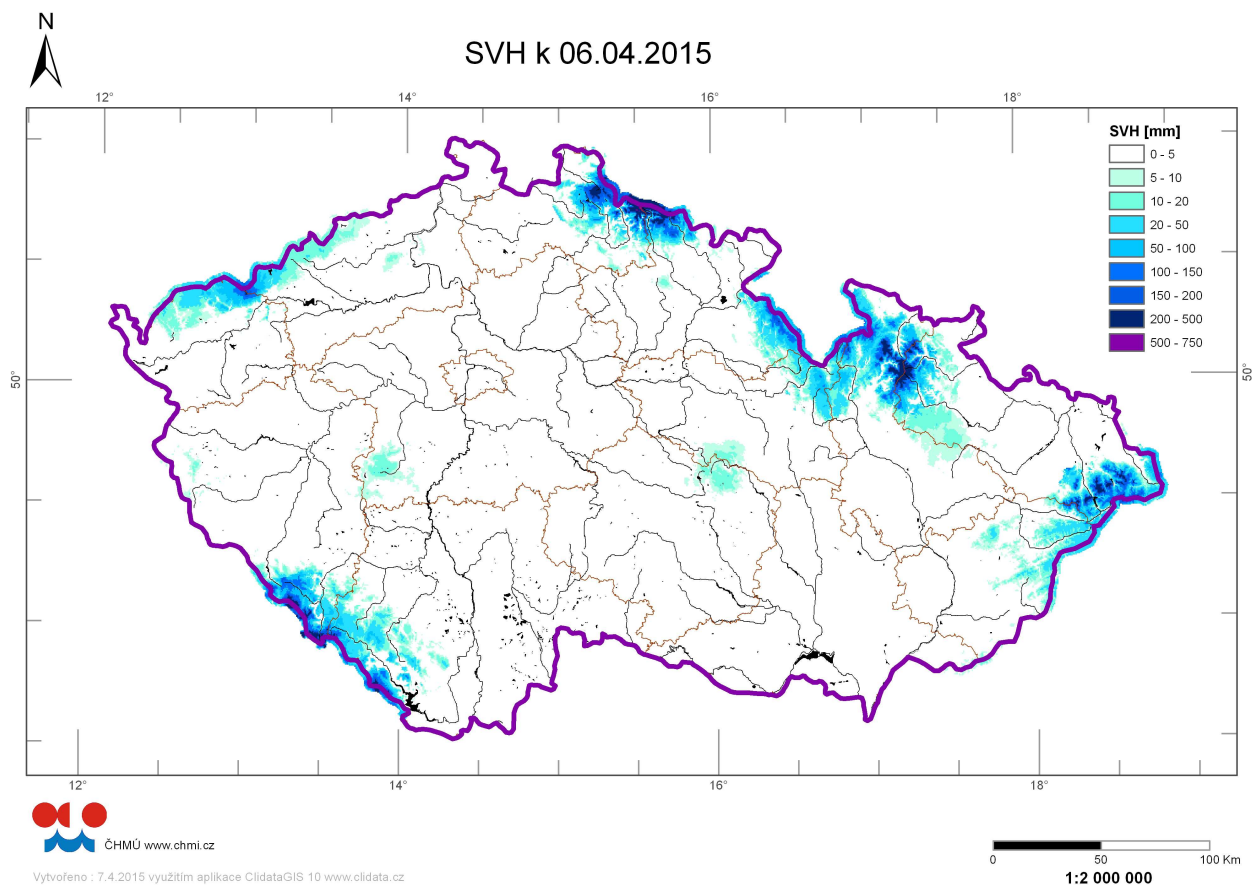 N
SVH k 06.04.2015
12° 14° 16° 18°
SVH [mm]
0 - 5
5 - 10
10 - 20
20 - 50
50 - 100
100 - 150
150 - 200
200 - 500
500 - 750
50° 50°
12° 14° 16° 18°
ČHMÚ www.chmi.cz
0 50 100 Km
1:2 000 000
Vytvořeno : 7.4.2015 využitím aplikace ClidataGIS 10 www.clidata.cz